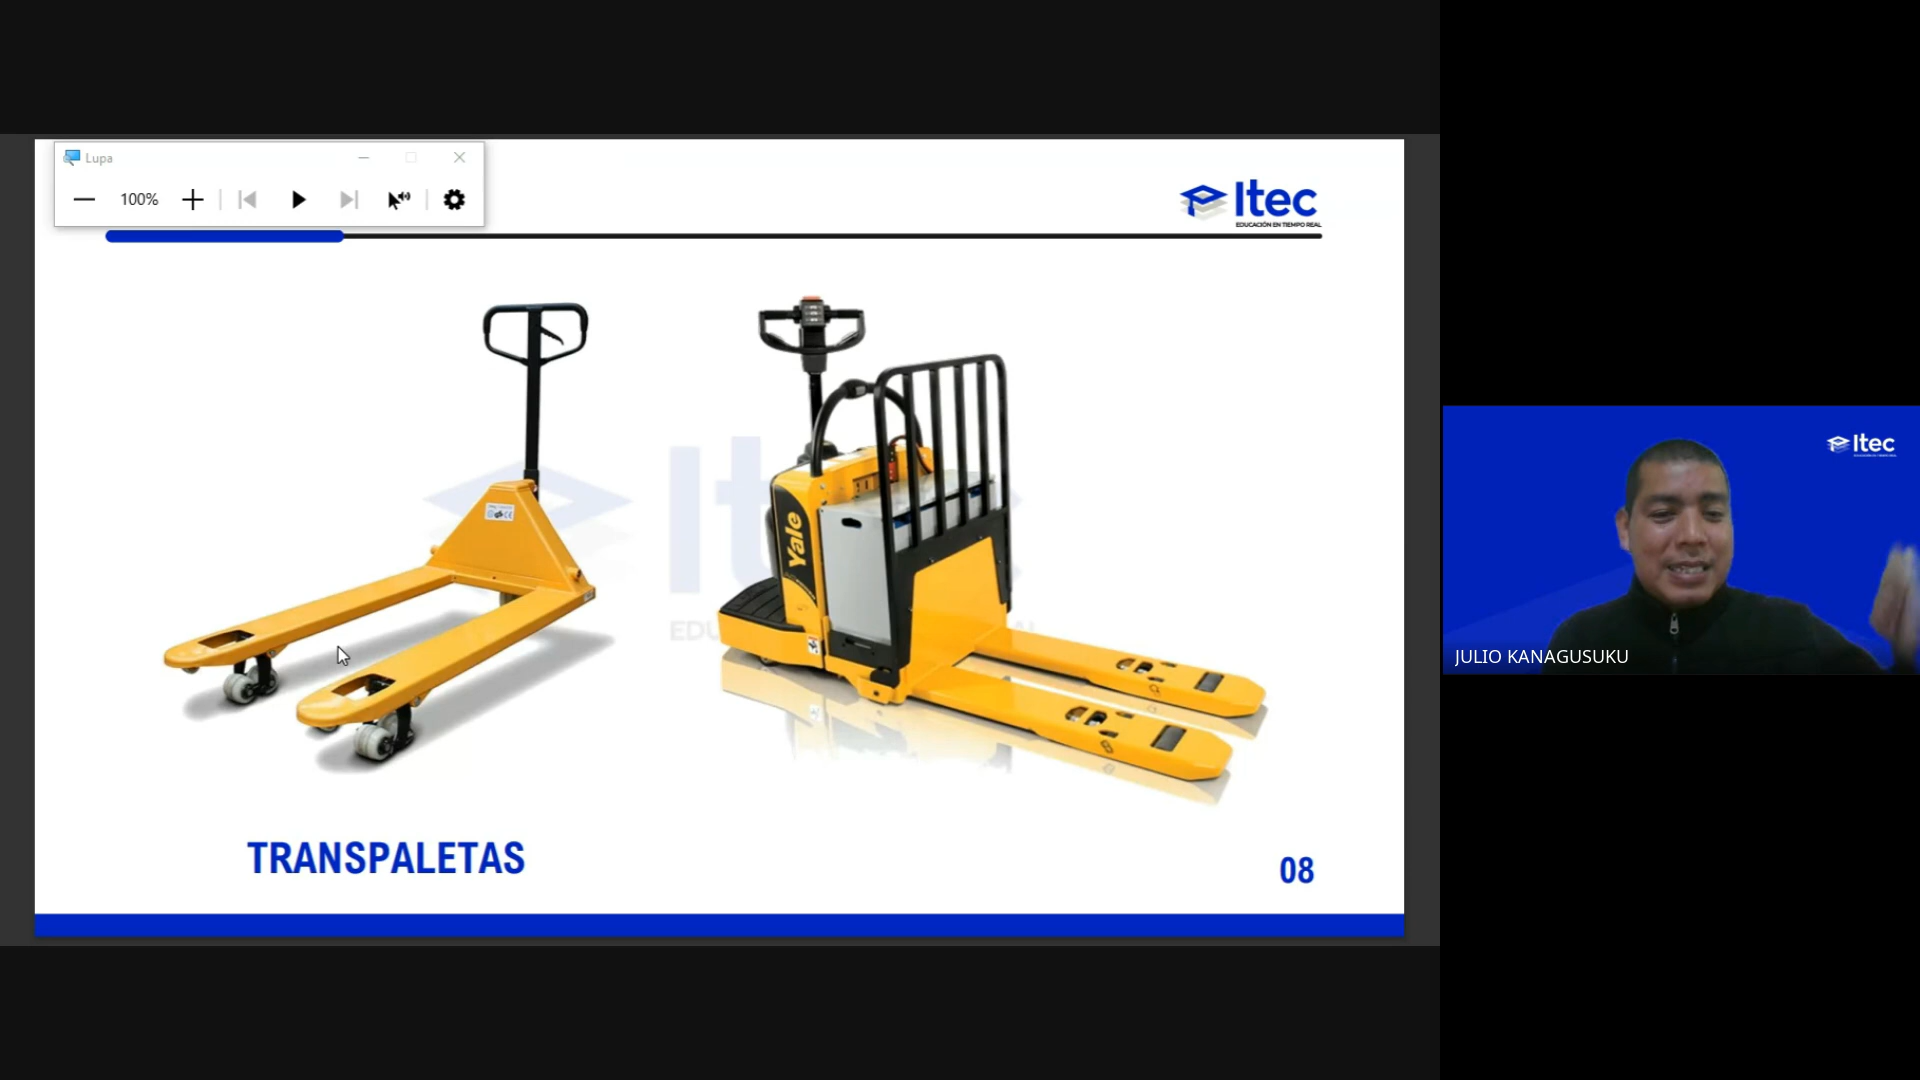 Lupa
100%
Itec
EDUCACIÓN EN TIEMPO REAL
Yale
TRANSPALETAS
08
Itec
JULIO KANAGUSUKU